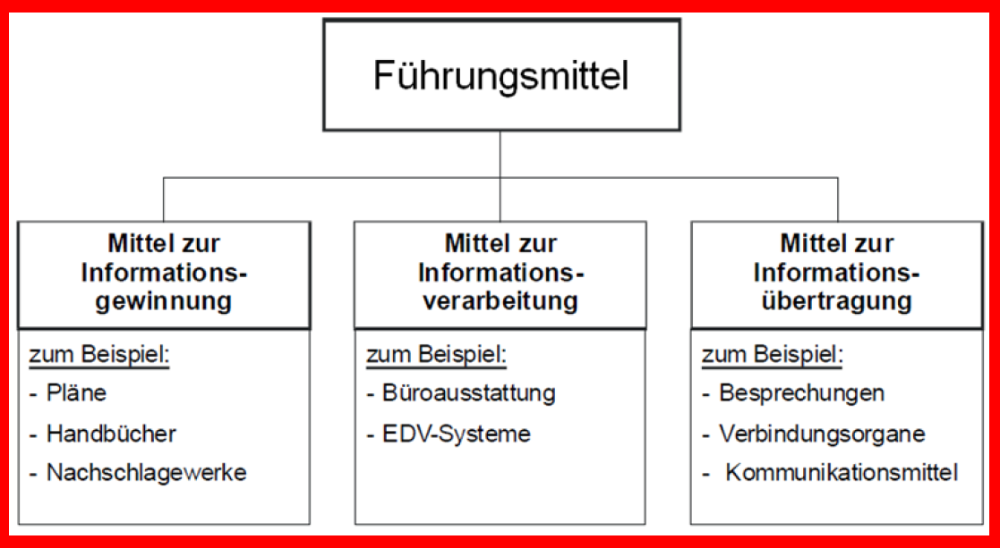 Führungsmittel
Mittel zur
Informations-
gewinnung
zum Beispiel:
- Pläne
- Handbücher
- Nachschlagewerke
Mittel zur
Informations-
verarbeitung
zum Beispiel:
- Büroausstattung
- EDV-Systeme
Mittel zur
Informations-
übertragung
zum Beispiel:
- Besprechungen
- Verbindungsorgane
- Kommunikationsmittel